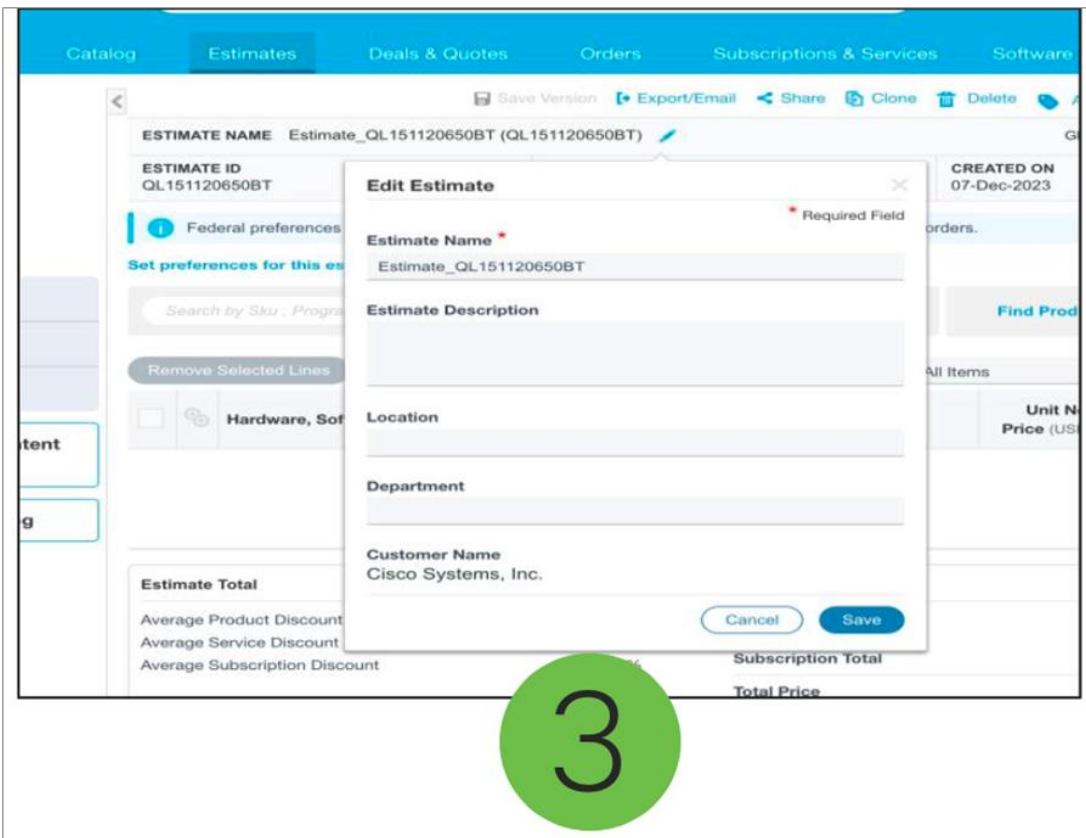 Catalog Estimates Deals & Quotes Orders Subscriptions & Services Software
Save Version Export/Email Share Clone Delete
ESTIMATE NAME Estimate_QL151120650BT (QL151120650BT)
ESTIMATE ID
QL151120650BT
CREATED ON
07-Dec-2023
Federal preferences
orders.
Set preferences for this es
Search by Sku , Progra
Find Prod
Remove Selected Lines
All Items
Hardware, Sof
Unit N
Price (US
tent
g
Edit Estimate
* Required Field
Estimate Name *
Estimate_QL151120650BT
Estimate Description
Location
Department
Customer Name
Cisco Systems, Inc.
Cancel Save
Estimate Total
Average Product Discount
Average Service Discount
Average Subscription Discount %
Subscription Total
Total Price
3